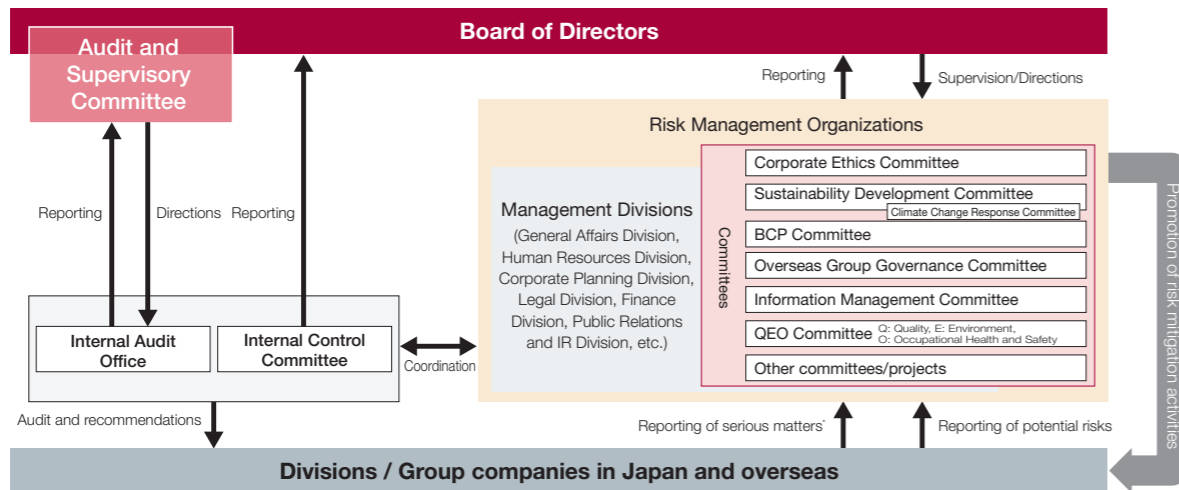 Board of Directors
Audit and
Supervisory
Committee
Reporting
Supervision/Directions
Risk Management Organizations
Reporting
Directions
Reporting
Management Divisions
(General Affairs Division,
Human Resources Division,
Corporate Planning Division,
Legal Division, Finance
Division, Public Relations
and IR Division, etc.)
Committees
Corporate Ethics Committee
Sustainability Development Committee
Climate Change Response Committee
BCP Committee
Overseas Group Governance Committee
Information Management Committee
QEO Committee Q: Quality, E: Environment,
O: Occupational Health and Safety
Other committees/projects
Promotion of risk mitigation activities
Internal Audit
Office
Internal Control
Committee
Coordination
Audit and recommendations
Reporting of serious matters*
Reporting of potential risks
Divisions / Group companies in Japan and overseas